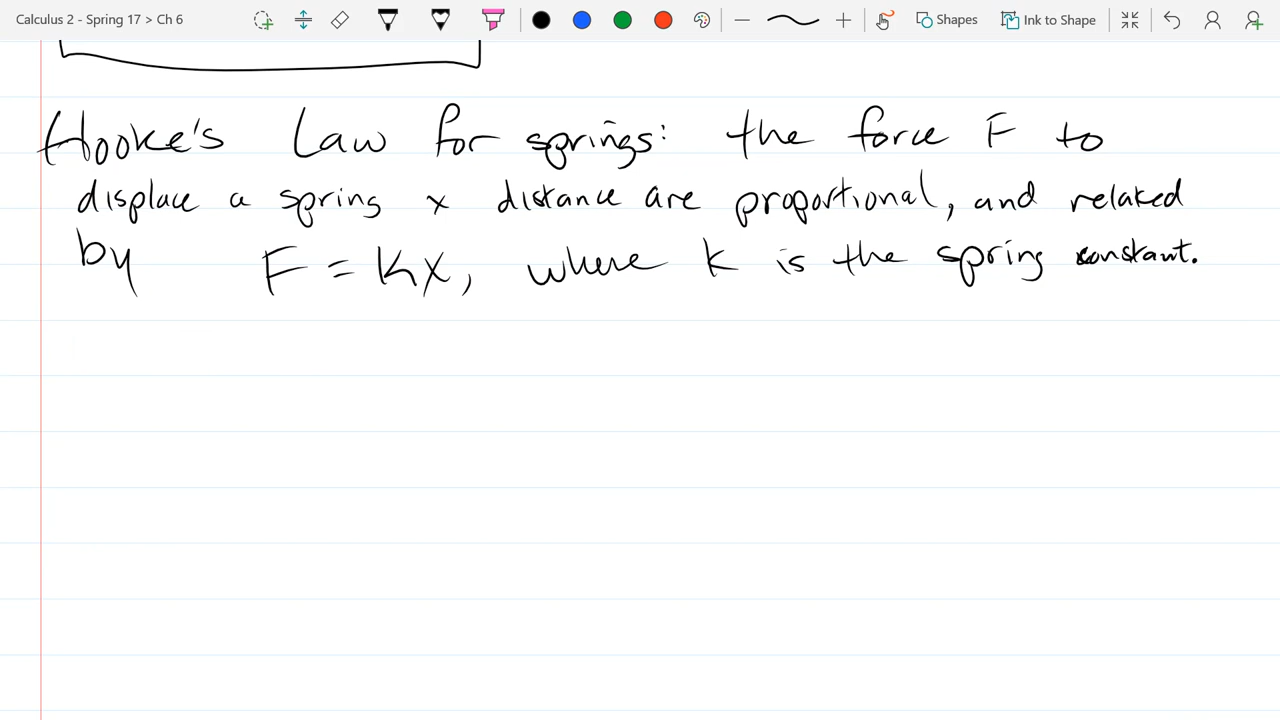 Calculus 2 - Spring 17 > Ch 6
Shapes
Ink to Shape
Hooke's Law for springs: the force F to
displace a spring x distance are proportional, and related
by F = kx, where k is the spring constant.